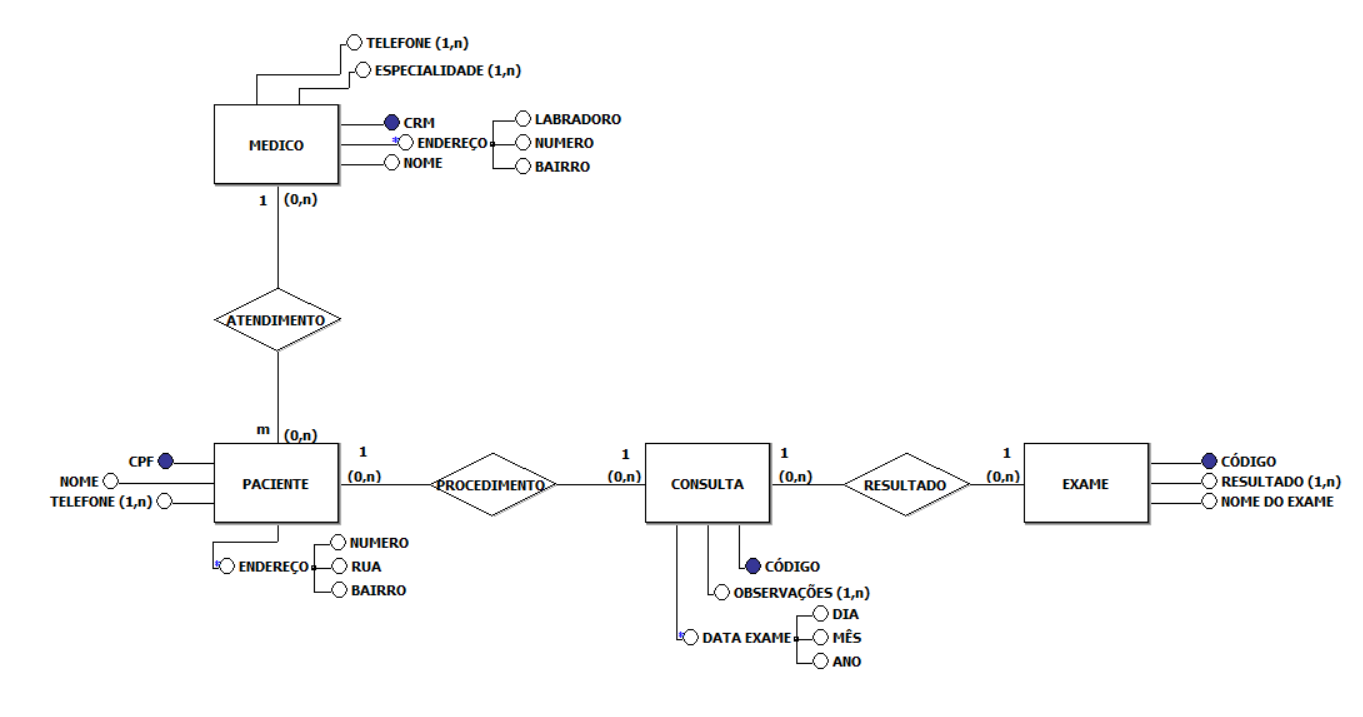 TELEFONE (1,n)
ESPECIALIDADE (1,n)
MEDICO
CRM
* ENDEREÇO
NOME
LABRADORO
NUMERO
BAIRRO
1 (0,n)
ATENDIMENTO
m (0,n)
CPF
NOME
TELEFONE (1,n)
PACIENTE
* ENDEREÇO
NUMERO
RUA
BAIRRO
1
(0,n)
PROCEDIMENTO
1
(0,n)
CONSULTA
CÓDIGO
OBSERVAÇÕES (1,n)
* DATA EXAME
DIA
MÊS
ANO
1
(0,n)
RESULTADO
1
(0,n)
EXAME
CÓDIGO
RESULTADO (1,n)
NOME DO EXAME